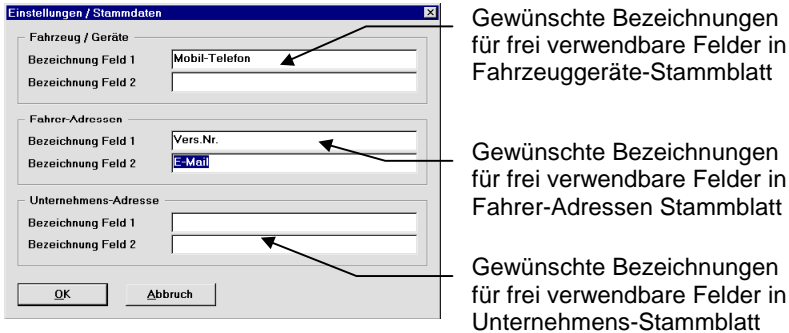 Einstellungen / Stammdaten
Fahrzeug / Geräte
Bezeichnung Feld 1 Mobil-Telefon
Bezeichnung Feld 2
Fahrer-Adressen
Bezeichnung Feld 1 Vers.Nr.
Bezeichnung Feld 2 E-Mail
Unternehmens-Adresse
Bezeichnung Feld 1
Bezeichnung Feld 2
OK Abbruch
Gewünschte Bezeichnungen
für frei verwendbare Felder in
Fahrzeuggeräte-Stammblatt
Gewünschte Bezeichnungen
für frei verwendbare Felder in
Fahrer-Adressen Stammblatt
Gewünschte Bezeichnungen
für frei verwendbare Felder in
Unternehmens-Stammblatt